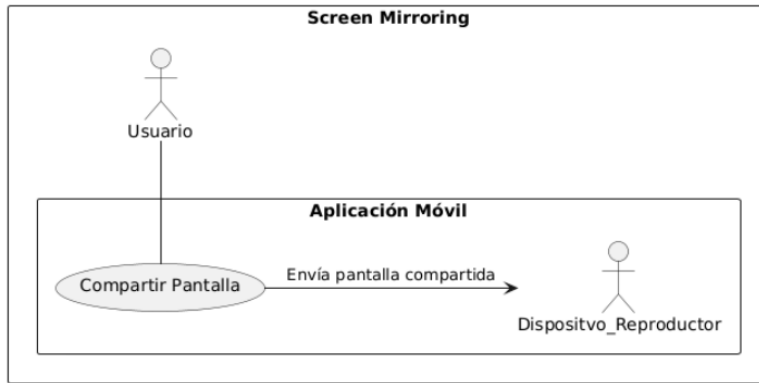 Screen Mirroring
Usuario
Aplicación Móvil
Compartir Pantalla
Envía pantalla compartida
Dispositvo_Reproductor